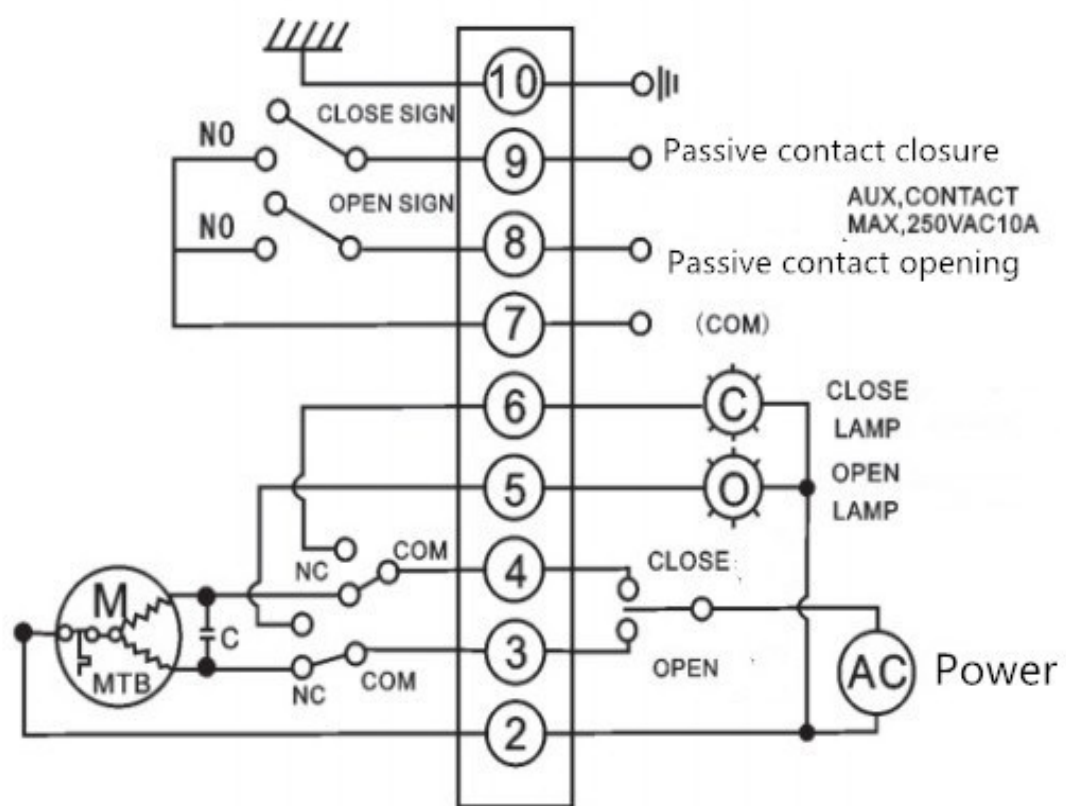 10
CLOSE SIGN
NO
9
Passive contact closure
AUX,CONTACT
MAX,250VAC10A
OPEN SIGN
NO
8
Passive contact opening
7
(COM)
6
C
CLOSE
LAMP
5
O
OPEN
LAMP
NC
COM
4
CLOSE
M
C
MTB
NC
COM
3
OPEN
AC
Power
2